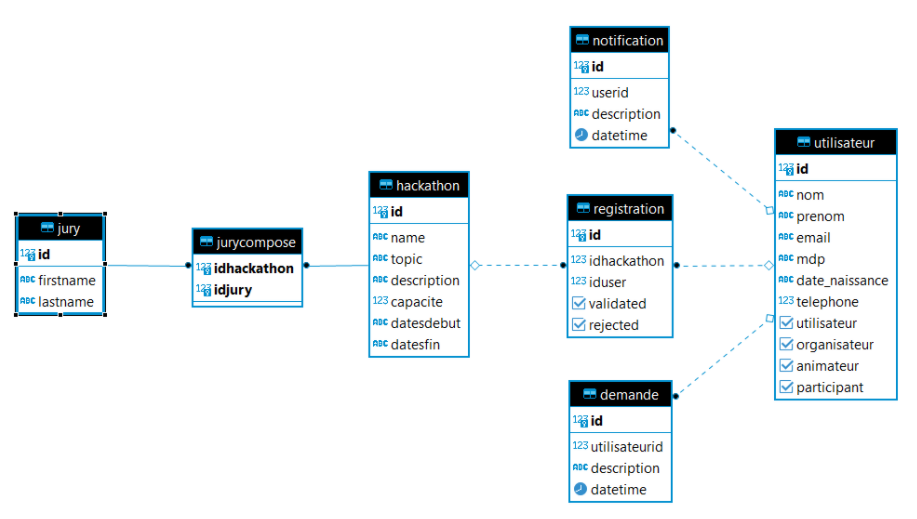 jury
123 id
ABC firstname
ABC lastname
jurycompose
123 idhackathon
123 idjury
hackathon
123 id
ABC name
ABC topic
ABC description
123 capacite
ABC datesdebut
ABC datesfin
notification
123 id
123 userid
ABC description
datetime
registration
123 id
123 idhackathon
123 iduser
validated
rejected
demande
123 id
123 utilisateurid
ABC description
datetime
utilisateur
123 id
ABC nom
ABC prenom
ABC email
ABC mdp
ABC date_naissance
123 telephone
utilisateur
organisateur
animateur
participant